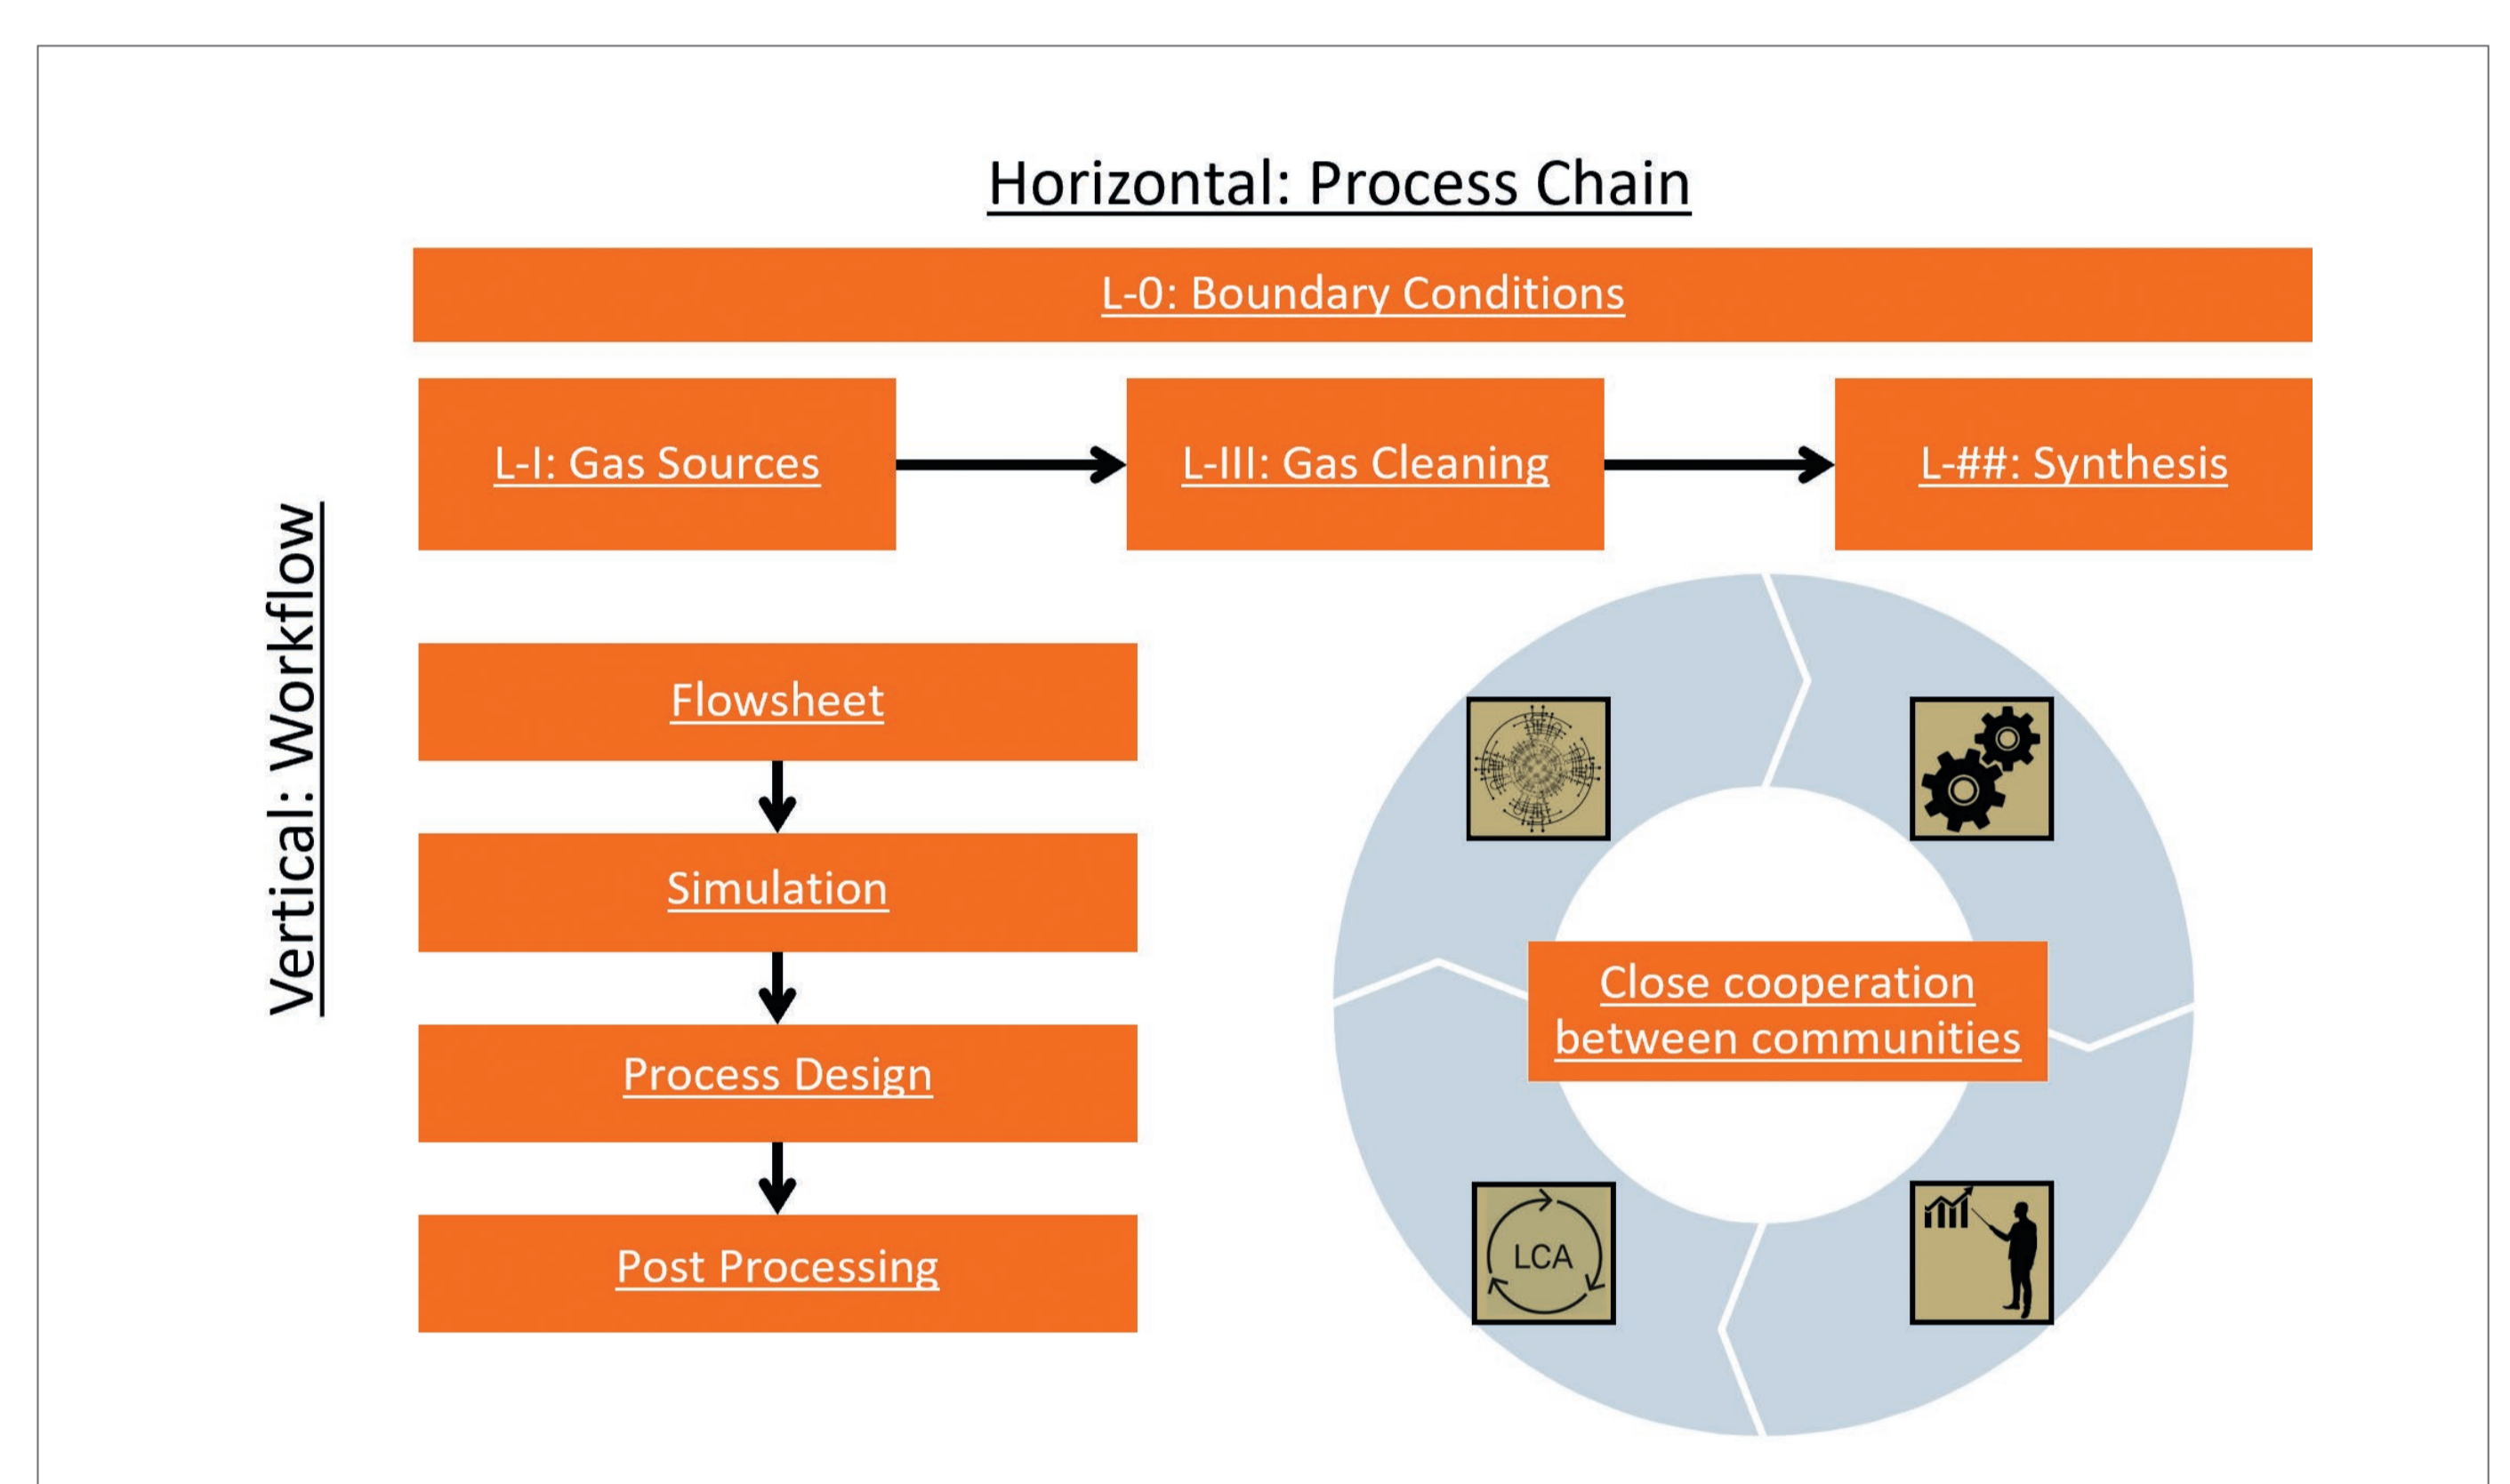 Horizontal: Process Chain
L-0: Boundary Conditions
L-I: Gas Sources
L-III: Gas Cleaning
L-##: Synthesis
Vertical: Workflow
Flowsheet
Simulation
Process Design
Post Processing
Close cooperation
between communities
LCA